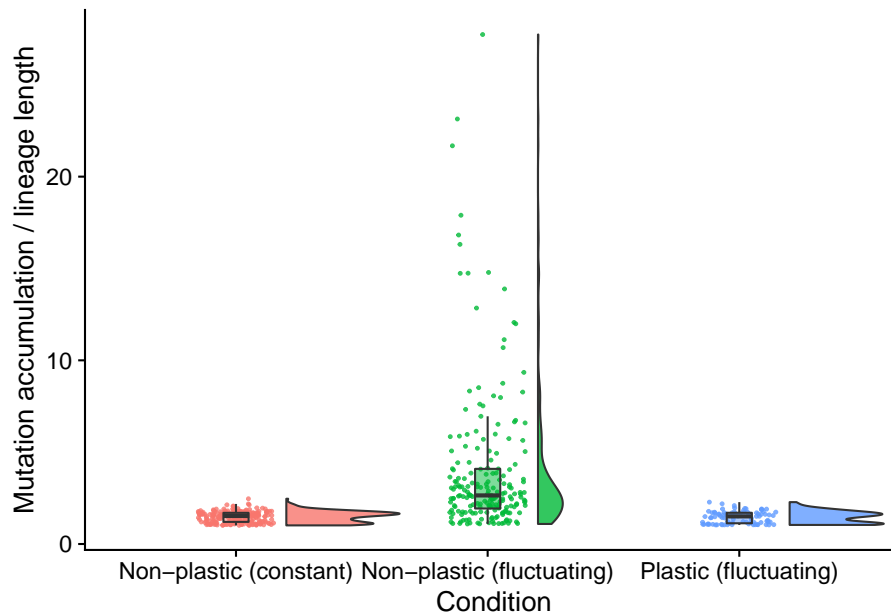 Mutation accumulation / lineage length
20
10
0
Non−plastic (constant) Non−plastic (fluctuating) Plastic (fluctuating)
Condition